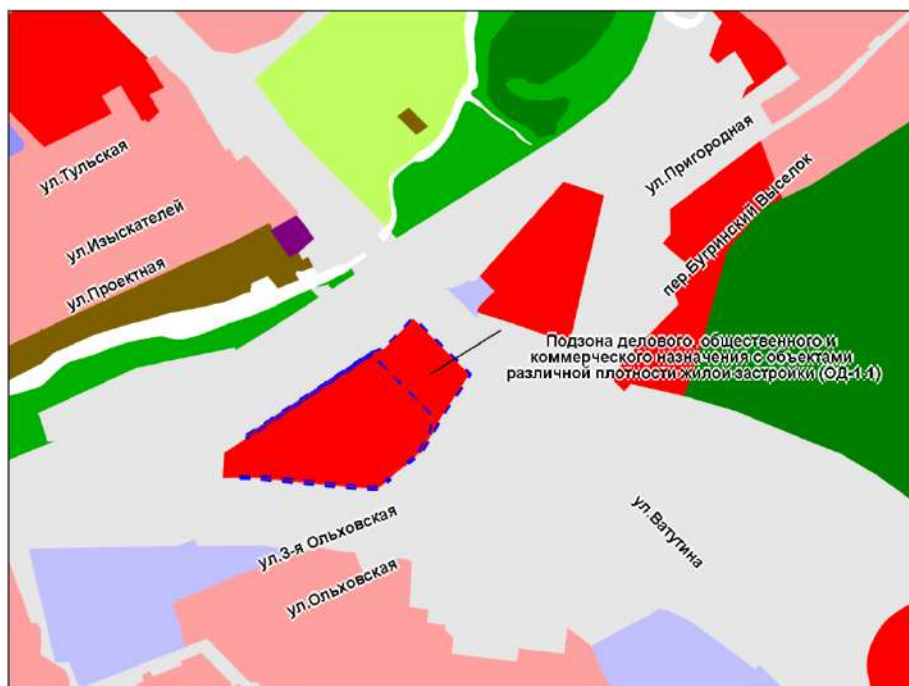 ул.Тульская
ул.Изыскателей
ул.Проектная
ул.Пригородная
пер.Бугринский Выселок
Подзона делового, общественного и
коммерческого назначения с объектами
различной плотности жилой застройки (ОД-1.1)
ул.3-я Ольховская
ул.Ольховская
ул.Ватутина